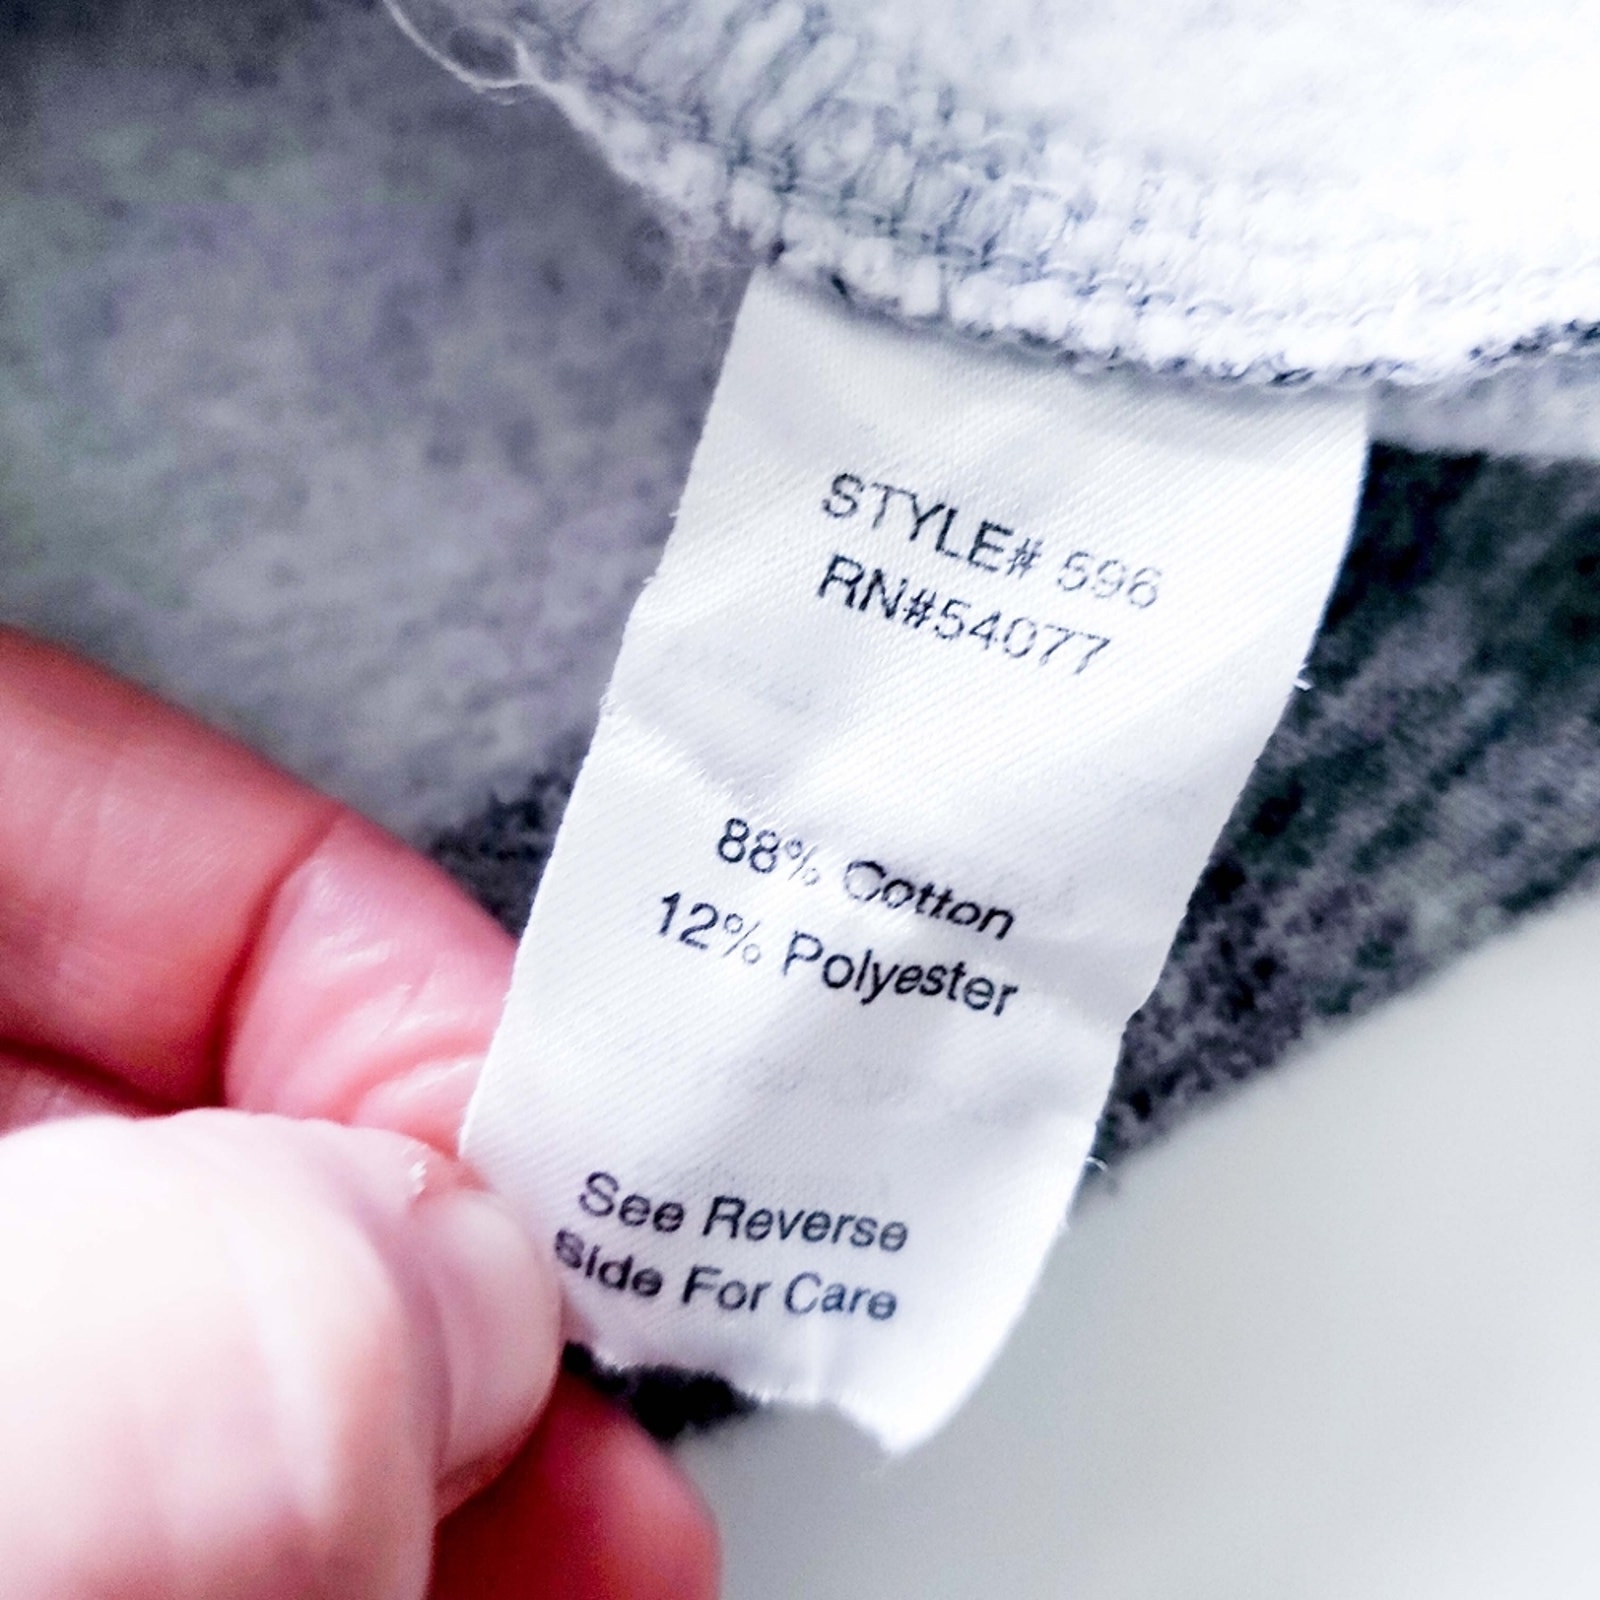 STYLE# 596
RN#54077
88% Cotton
12% Polyester
See Reverse
Side For Care